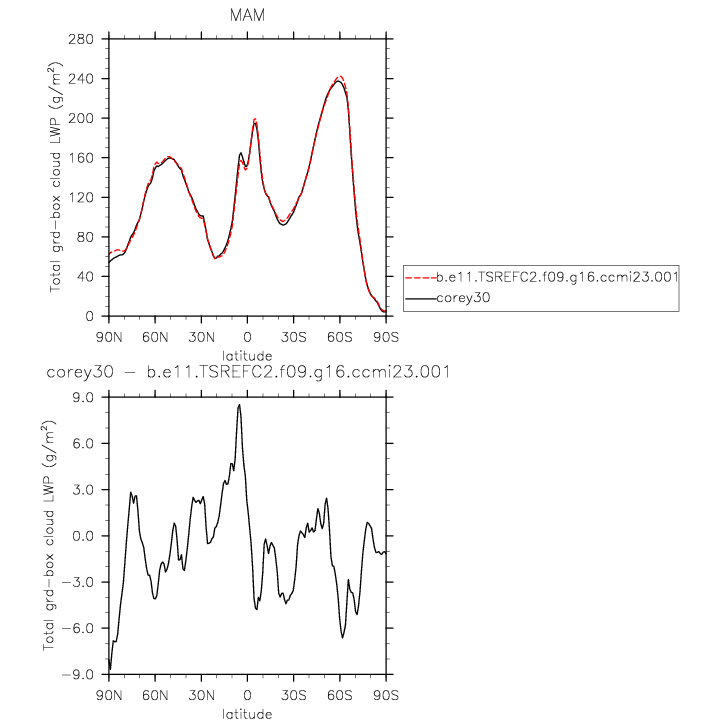 MAM
Total grd-box cloud LWP (g/m²)
280
240
200
160
120
80
40
0
90N 60N 30N 0 30S 60S 90S
latitude
b.e11.TSREFC2.f09.g16.ccmi23.001
corey30
corey30 - b.e11.TSREFC2.f09.g16.ccmi23.001
Total grd-box cloud LWP (g/m²)
9.0
6.0
3.0
0.0
-3.0
-6.0
-9.0
90N 60N 30N 0 30S 60S 90S
latitude